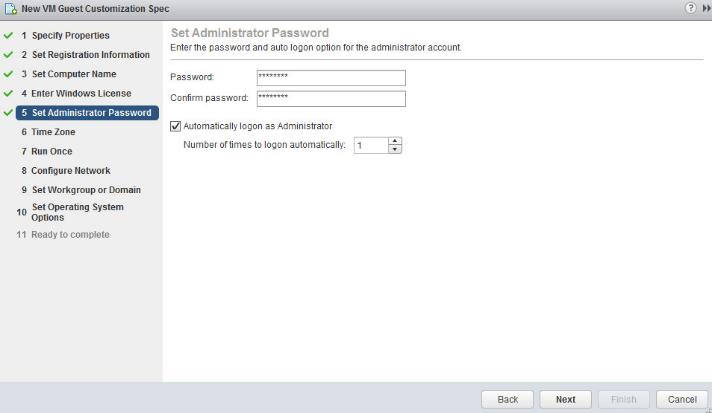 New VM Guest Customization Spec
?
1 Specify Properties
2 Set Registration Information
3 Set Computer Name
4 Enter Windows License
5 Set Administrator Password
6 Time Zone
7 Run Once
8 Configure Network
9 Set Workgroup or Domain
10 Set Operating System
Options
11 Ready to complete
Set Administrator Password
Enter the password and auto logon option for the administrator account.
Password: ********
Confirm password: ********
Automatically logon as Administrator
Number of times to logon automatically: 1
Back Next Finish Cancel